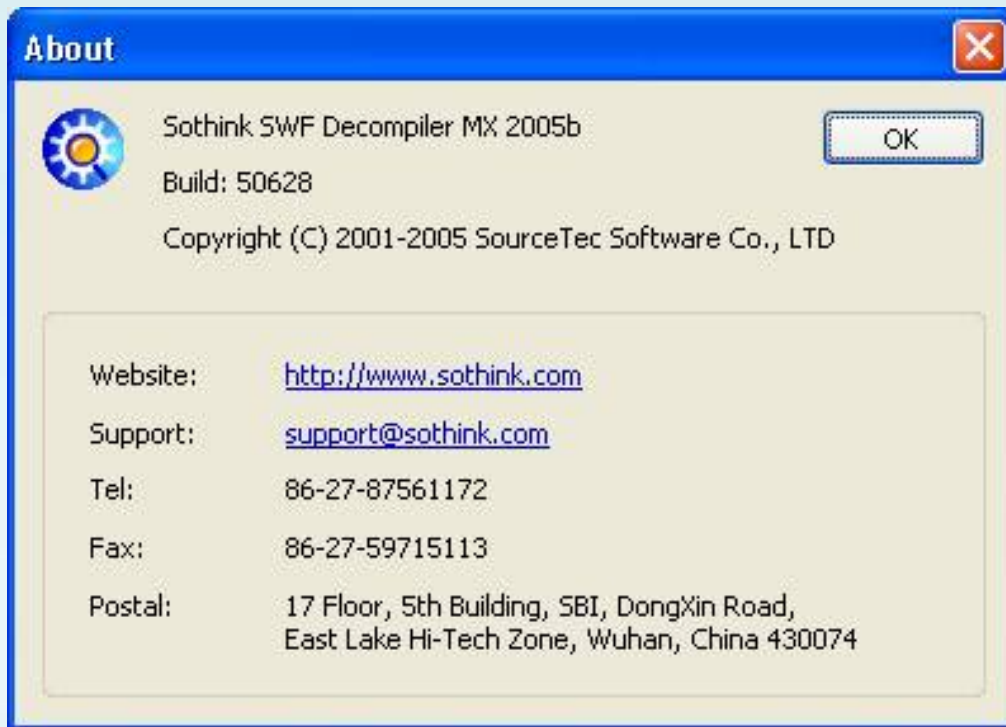 About
Sothink SWF Decompiler MX 2005b
OK
Build: 50628
Copyright (C) 2001-2005 SourceTec Software Co., LTD
Website: http://www.sothink.com
Support: support@sothink.com
Tel: 86-27-87561172
Fax: 86-27-59715113
Postal: 17 Floor, 5th Building, SBI, DongXin Road,
East Lake Hi-Tech Zone, Wuhan, China 430074